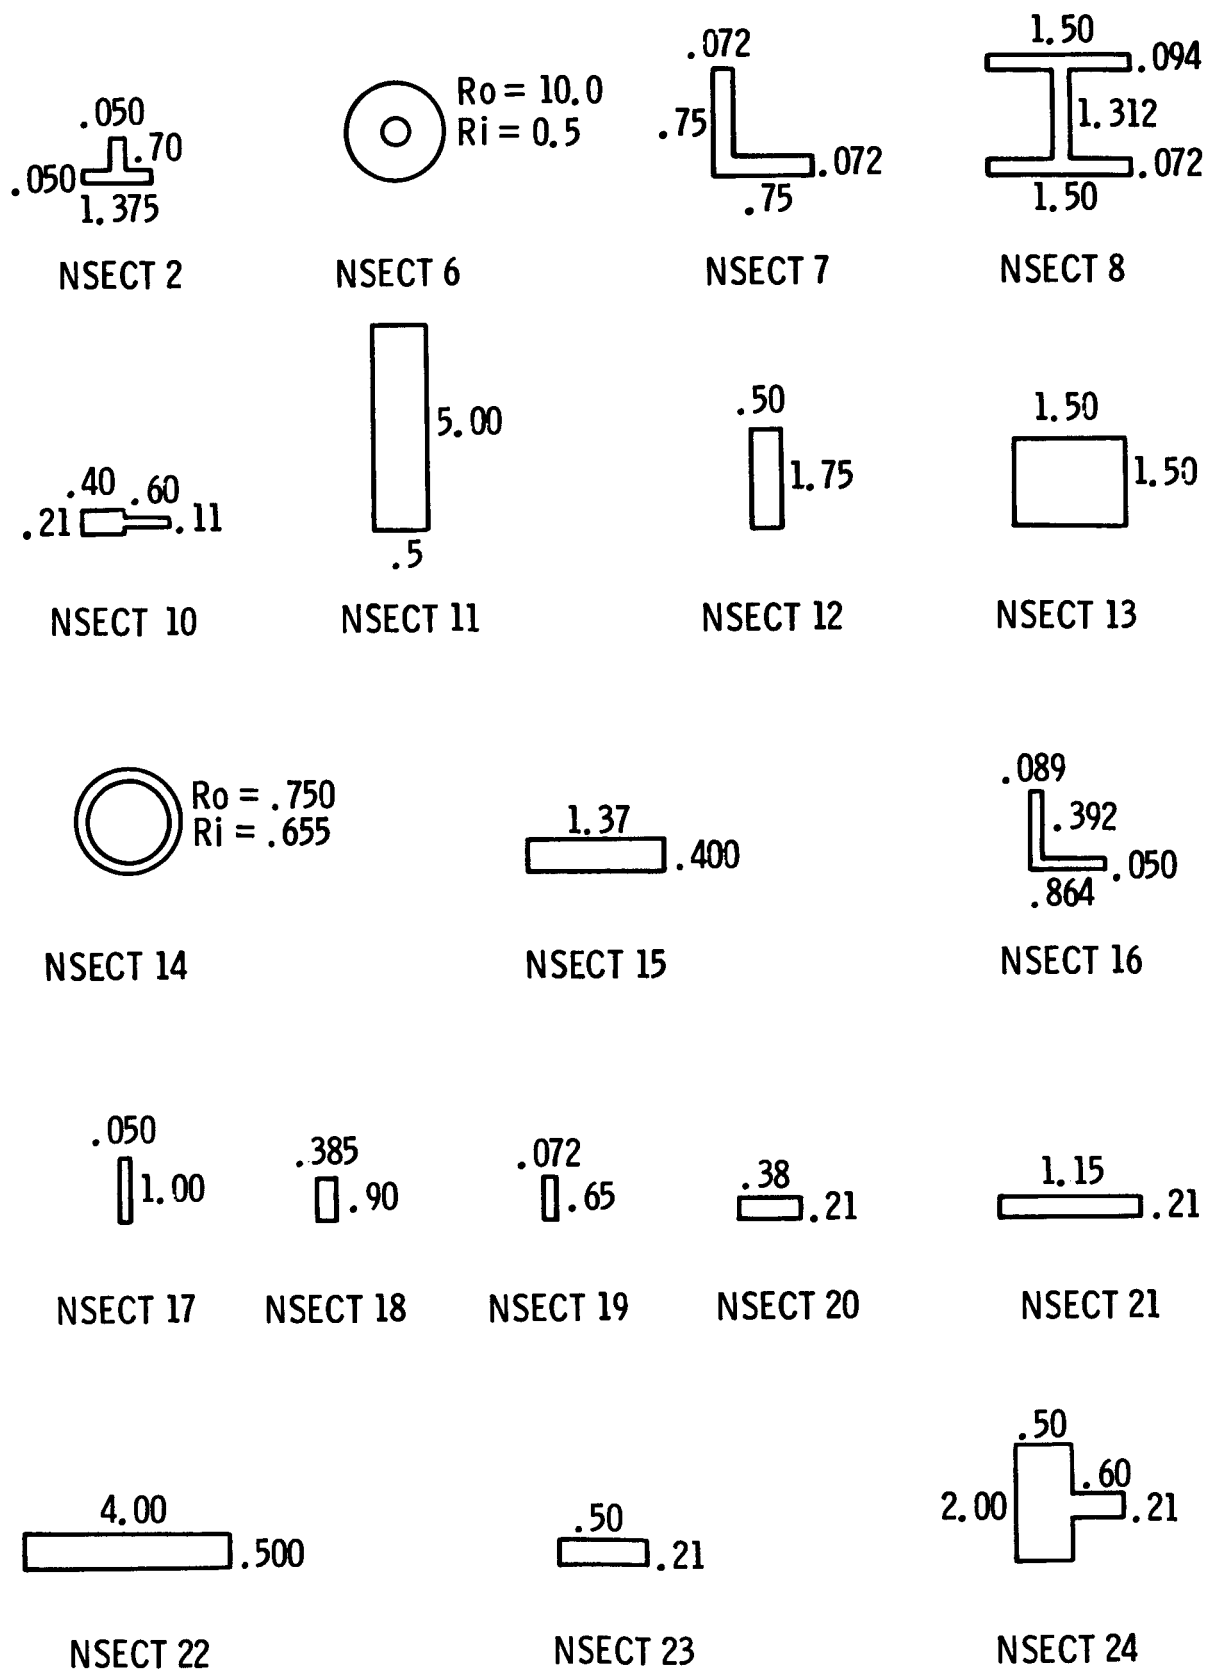 .050
.70
.050
1.375
NSECT 2
Ro = 10.0
Ri = 0.5
NSECT 6
.072
.75
.072
.75
NSECT 7
1.50
.094
1.312
.072
1.50
NSECT 8
.40
.60
.21
.11
NSECT 10
5.00
.5
NSECT 11
.50
1.75
NSECT 12
1.50
1.50
NSECT 13
Ro = .750
Ri = .655
NSECT 14
1.37
.400
NSECT 15
.089
.392
.050
.864
NSECT 16
.050
1.00
NSECT 17
.385
.90
NSECT 18
.072
.65
NSECT 19
.38
.21
NSECT 20
1.15
.21
NSECT 21
4.00
.500
NSECT 22
.50
.21
NSECT 23
.50
.60
2.00
.21
NSECT 24